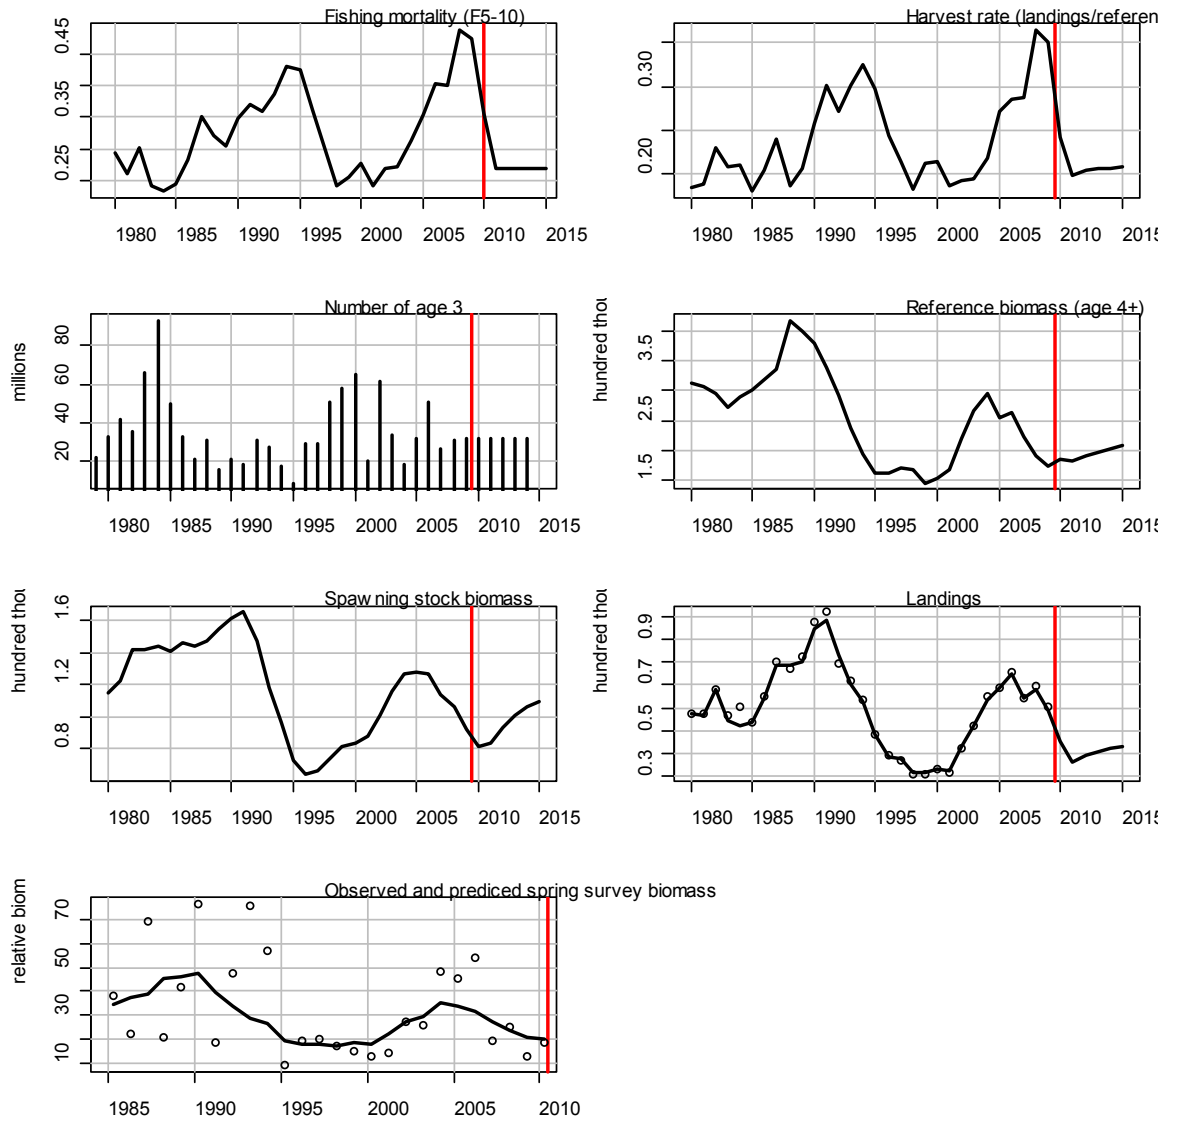 Fishing mortality (F5-10)
0.25 0.35 0.45
1980 1985 1990 1995 2000 2005 2010 2015
Harvest rate (landings/referen
0.20 0.30
1980 1985 1990 1995 2000 2005 2010 2015
Number of age 3
millions
20 40 60 80
1980 1985 1990 1995 2000 2005 2010 2015
Reference biomass (age 4+)
hundred thou
1.5 2.5 3.5
1980 1985 1990 1995 2000 2005 2010 2015
Spawning stock biomass
hundred thou
0.8 1.2 1.6
1980 1985 1990 1995 2000 2005 2010 2015
Landings
hundred thou
0.3 0.5 0.7 0.9
1980 1985 1990 1995 2000 2005 2010 2015
Observed and prediced spring survey biomass
relative biom
10 30 50 70
1985 1990 1995 2000 2005 2010